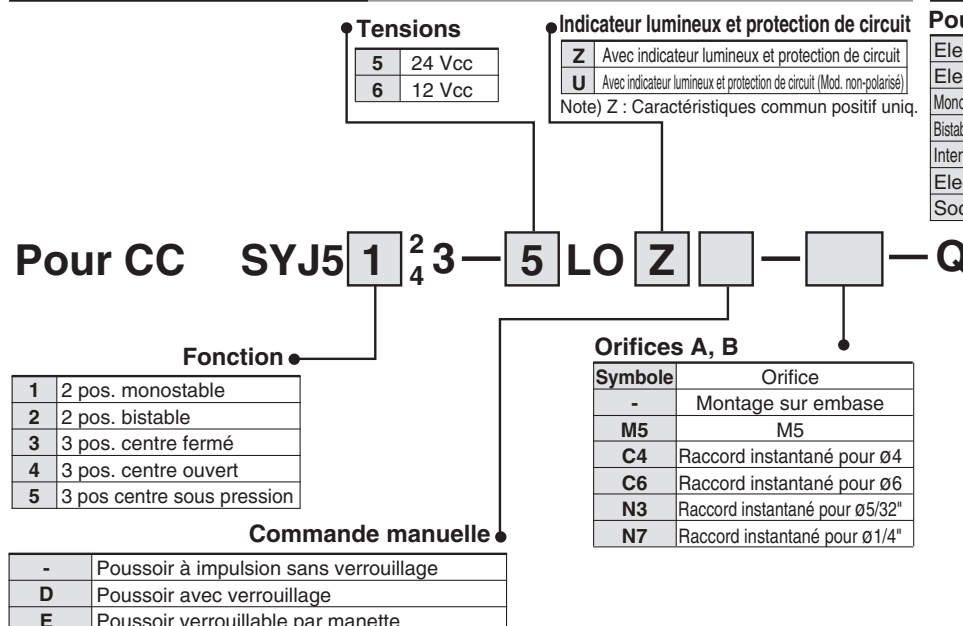 Tensions
5 24 Vcc
6 12 Vcc
Indicateur lumineux et protection de circuit
Z Avec indicateur lumineux et protection de circuit
U Avec indicateur lumineux et protection de circuit (Mod. non-polarisé)
Note) Z : Caractéristiques commun positif uniq.
Pour CC SYJ5 1 2 4 3 — 5 LO Z — — Q
Fonction
1 2 pos. monostable
2 2 pos. bistable
3 3 pos. centre fermé
4 3 pos. centre ouvert
5 3 pos centre sous pression
Orifices A, B
Symbole Orifice
- Montage sur embase
M5 M5
C4 Raccord instantané pour ø4
C6 Raccord instantané pour ø6
N3 Raccord instantané pour ø5/32"
N7 Raccord instantané pour ø1/4"
Commande manuelle
- Poussoir à impulsion sans verrouillage
D Poussoir avec verrouillage
E Poussoir verrouillable par manette